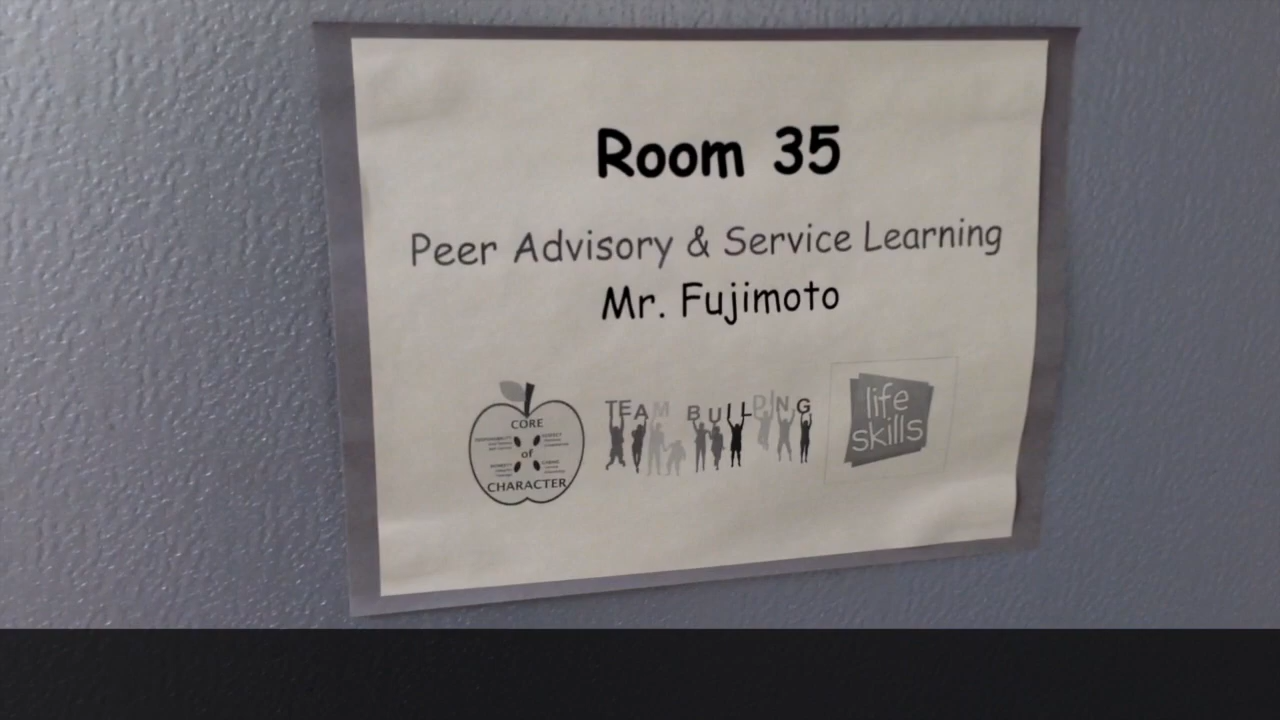 Room 35
Peer Advisory & Service Learning
Mr. Fujimoto
CORE
of
CHARACTER
TEAM BUILDING
life
skills